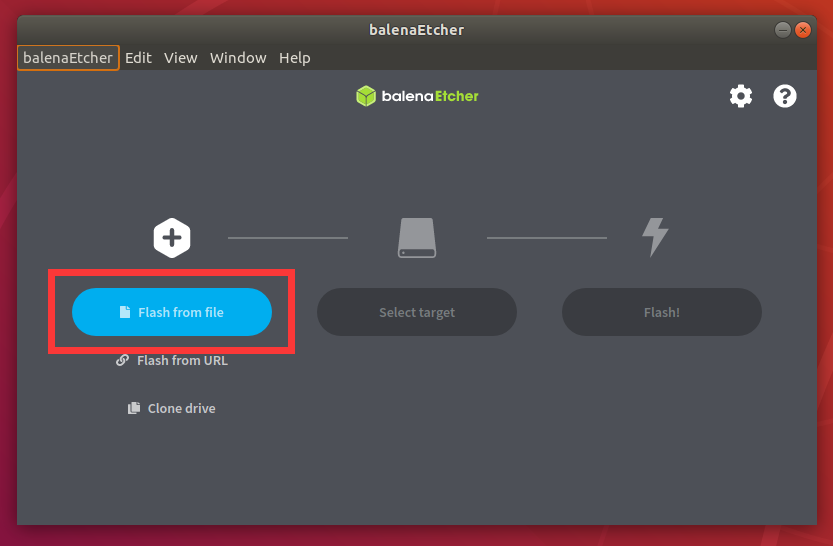 balenaEtcher
balenaEtcher Edit View Window Help
balenaEtcher
Flash from file
Select target
Flash!
Flash from URL
Clone drive